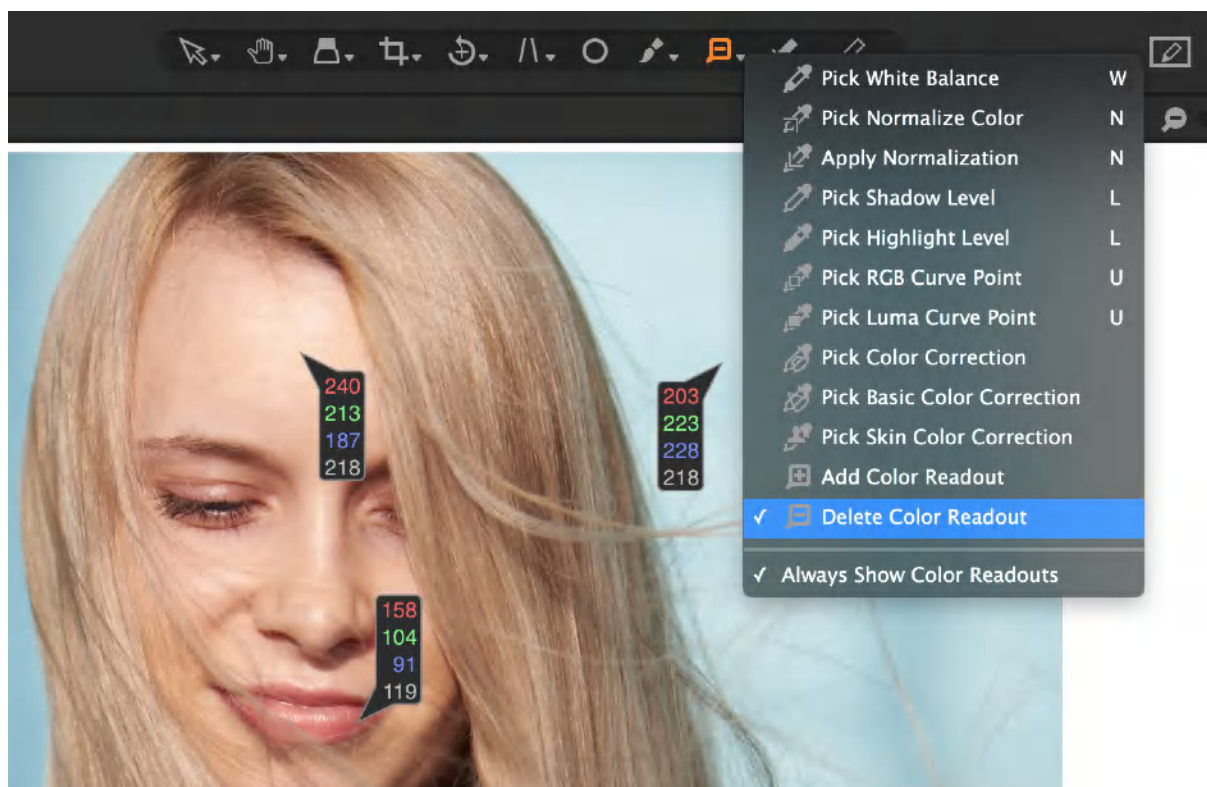 Pick White Balance W
Pick Normalize Color N
Apply Normalization N
Pick Shadow Level L
Pick Highlight Level L
Pick RGB Curve Point U
Pick Luma Curve Point U
Pick Color Correction
Pick Basic Color Correction
Pick Skin Color Correction
Add Color Readout
✓ Delete Color Readout
✓ Always Show Color Readouts
240
213
187
218
203
223
228
218
158
104
91
119